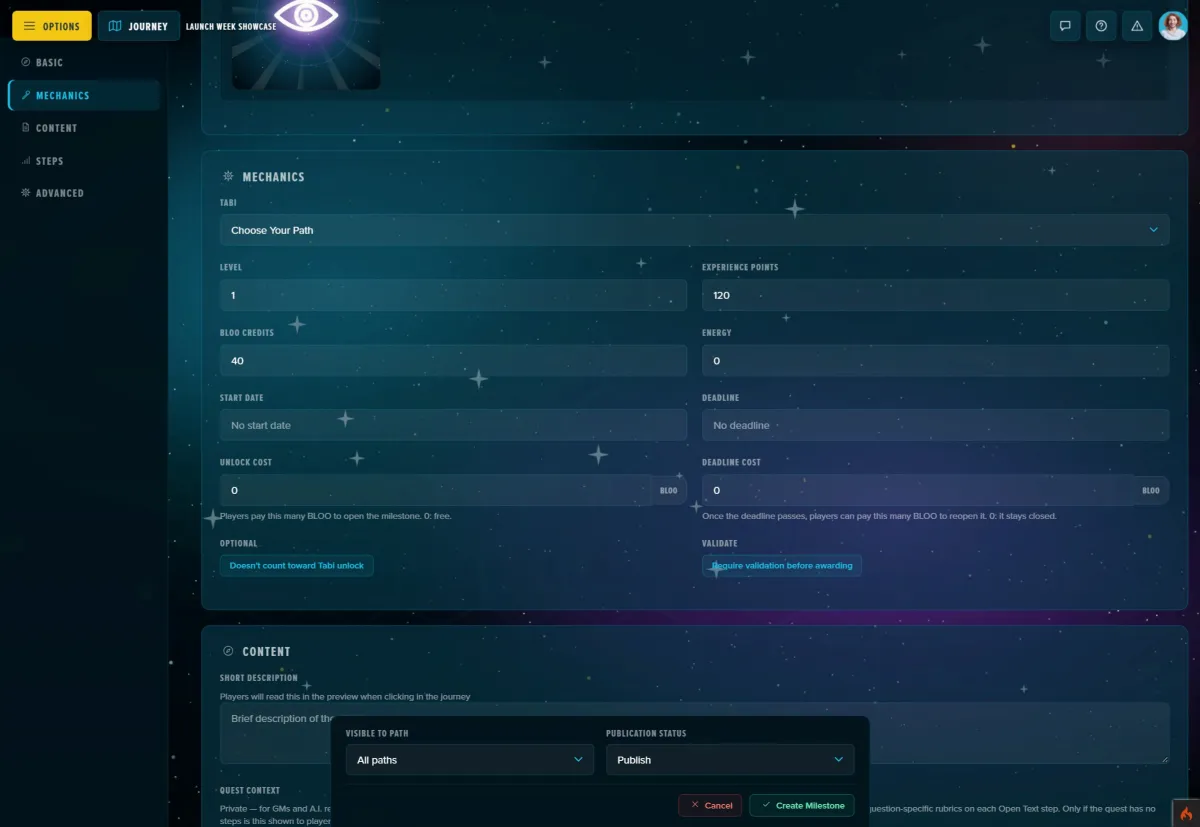 OPTIONS
JOURNEY
LAUNCH WEEK SHOWCASE
BASIC
MECHANICS
CONTENT
STEPS
ADVANCED
MECHANICS
TABI
Choose Your Path
LEVEL
EXPERIENCE POINTS
1
120
BLOO CREDITS
ENERGY
40
0
START DATE
DEADLINE
No start date
No deadline
UNLOCK COST
DEADLINE COST
0
BLOO
0
BLOO
Players pay this many BLOO to open the milestone. 0: free.
Once the deadline passes, players can pay this many BLOO to reopen it. 0: it stays closed.
OPTIONAL
VALIDATE
Doesn't count toward Tabi unlock
Require validation before awarding
CONTENT
SHORT DESCRIPTION
Players will read this in the preview when clicking in the journey
Brief description of the
VISIBLE TO PATH
PUBLICATION STATUS
All paths
Publish
QUEST CONTEXT
Private — for GMs and A.I. re
question-specific rubrics on each Open Text step. Only if the quest has no
steps is this shown to player
Cancel
Create Milestone